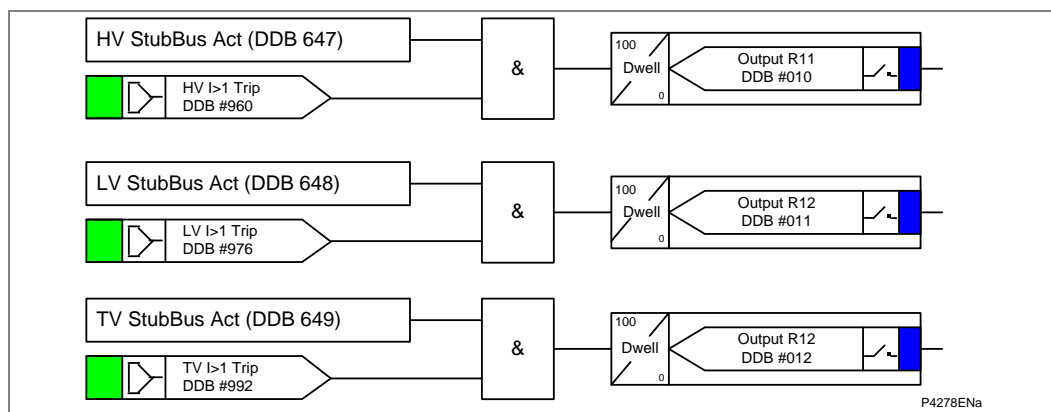 HV StubBus Act (DDB 647)
HV I>1 Trip
DDB #960
&
100
Dwell
0
Output R11
DDB #010
LV StubBus Act (DDB 648)
LV I>1 Trip
DDB #976
&
100
Dwell
0
Output R12
DDB #011
TV StubBus Act (DDB 649)
TV I>1 Trip
DDB #992
&
100
Dwell
0
Output R12
DDB #012
P4278ENa